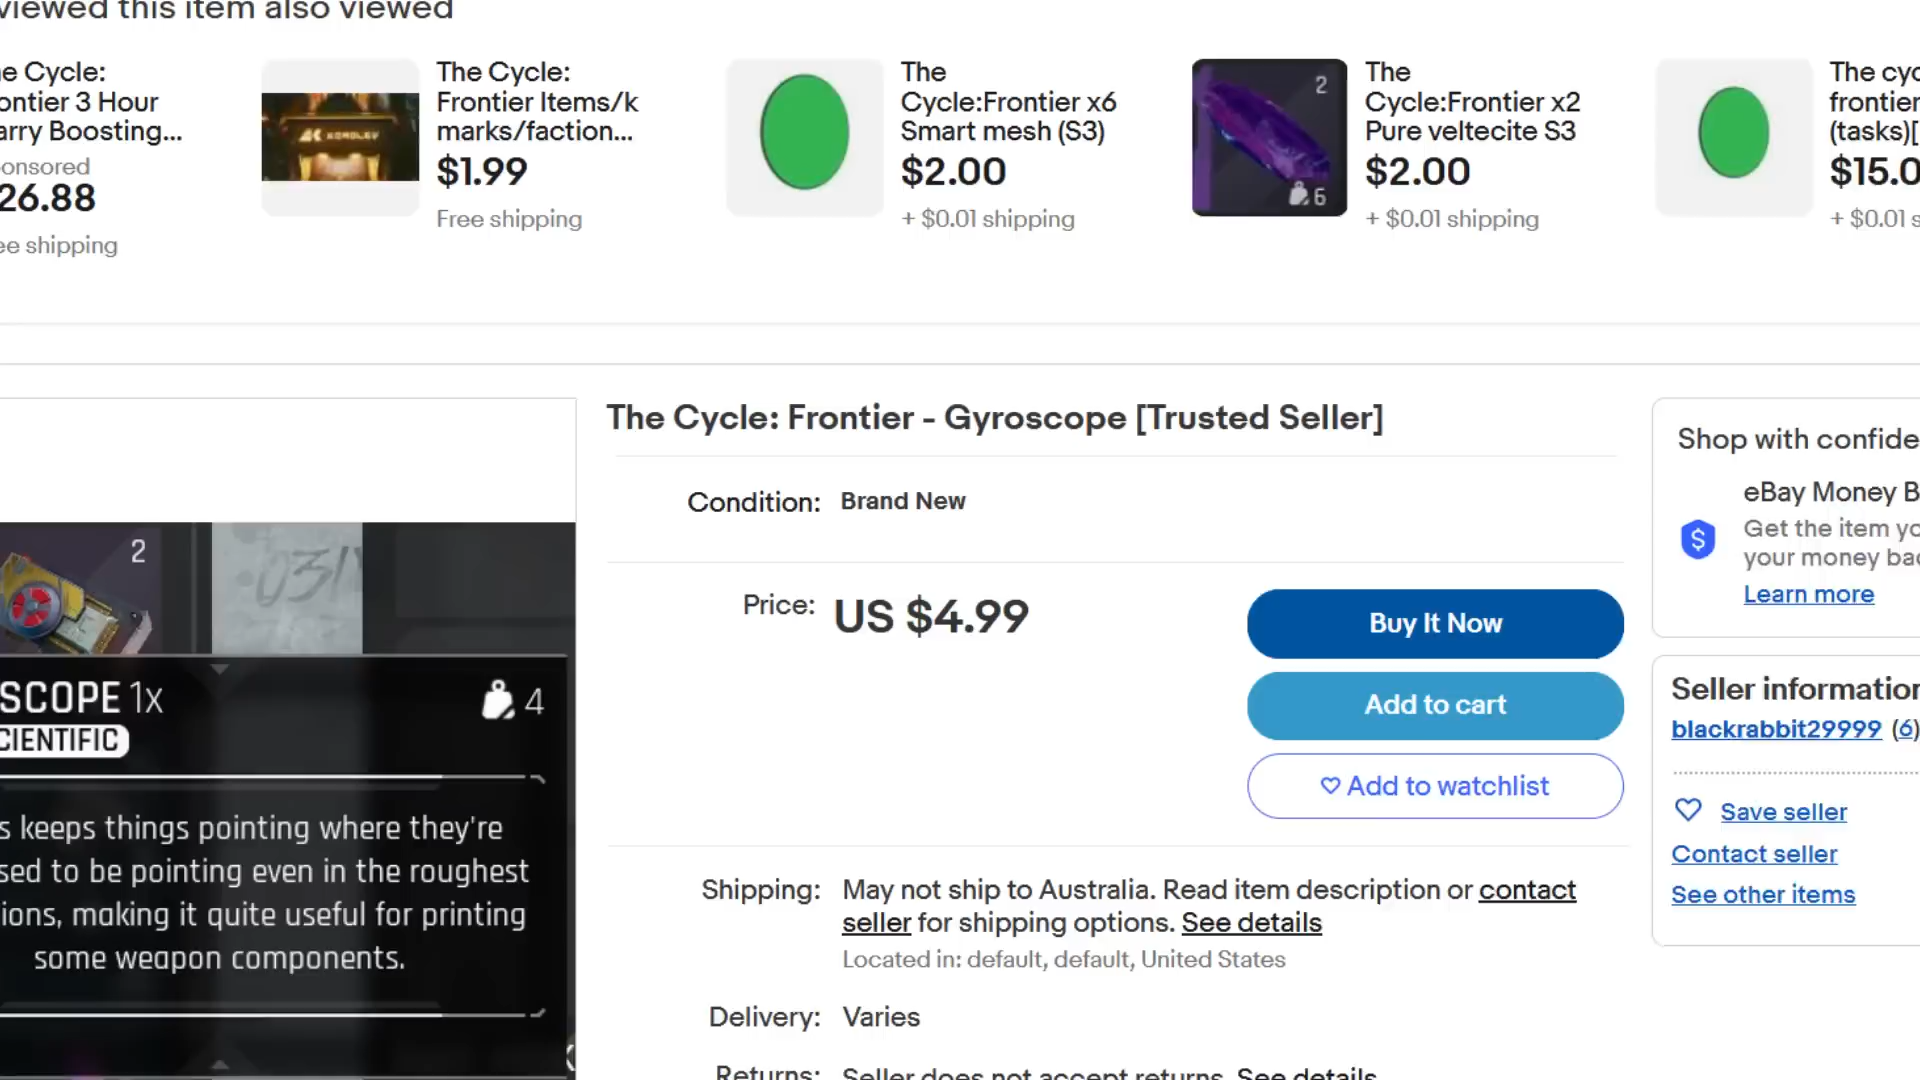 viewed this item also viewed
e Cycle:
ontier 3 Hour
arry Boosting...
onsored
26.88
ee shipping
KOROLEV
The Cycle:
Frontier Items/k
marks/faction...
$1.99
Free shipping
The
Cycle:Frontier x6
Smart mesh (S3)
$2.00
+ $0.01 shipping
2
6
The
Cycle:Frontier x2
Pure veltecite S3
$2.00
+ $0.01 shipping
The cyc
frontier
(tasks)[
$15.0
+ $0.01 s
The Cycle: Frontier - Gyroscope [Trusted Seller]
Condition: Brand New
Price: US $4.99
Buy It Now
Add to cart
Add to watchlist
Shipping: May not ship to Australia. Read item description or contact
seller for shipping options. See details
Located in: default, default, United States
Delivery: Varies
Returns: Seller does not accept returns. See details
2
SCOPE 1x
4
CIENTIFIC
s keeps things pointing where they're
sed to be pointing even in the roughest
ions, making it quite useful for printing
some weapon components.
Shop with confide
eBay Money B
Get the item yo
your money bac
Learn more
Seller information
blackrabbit29999 (6)
Save seller
Contact seller
See other items